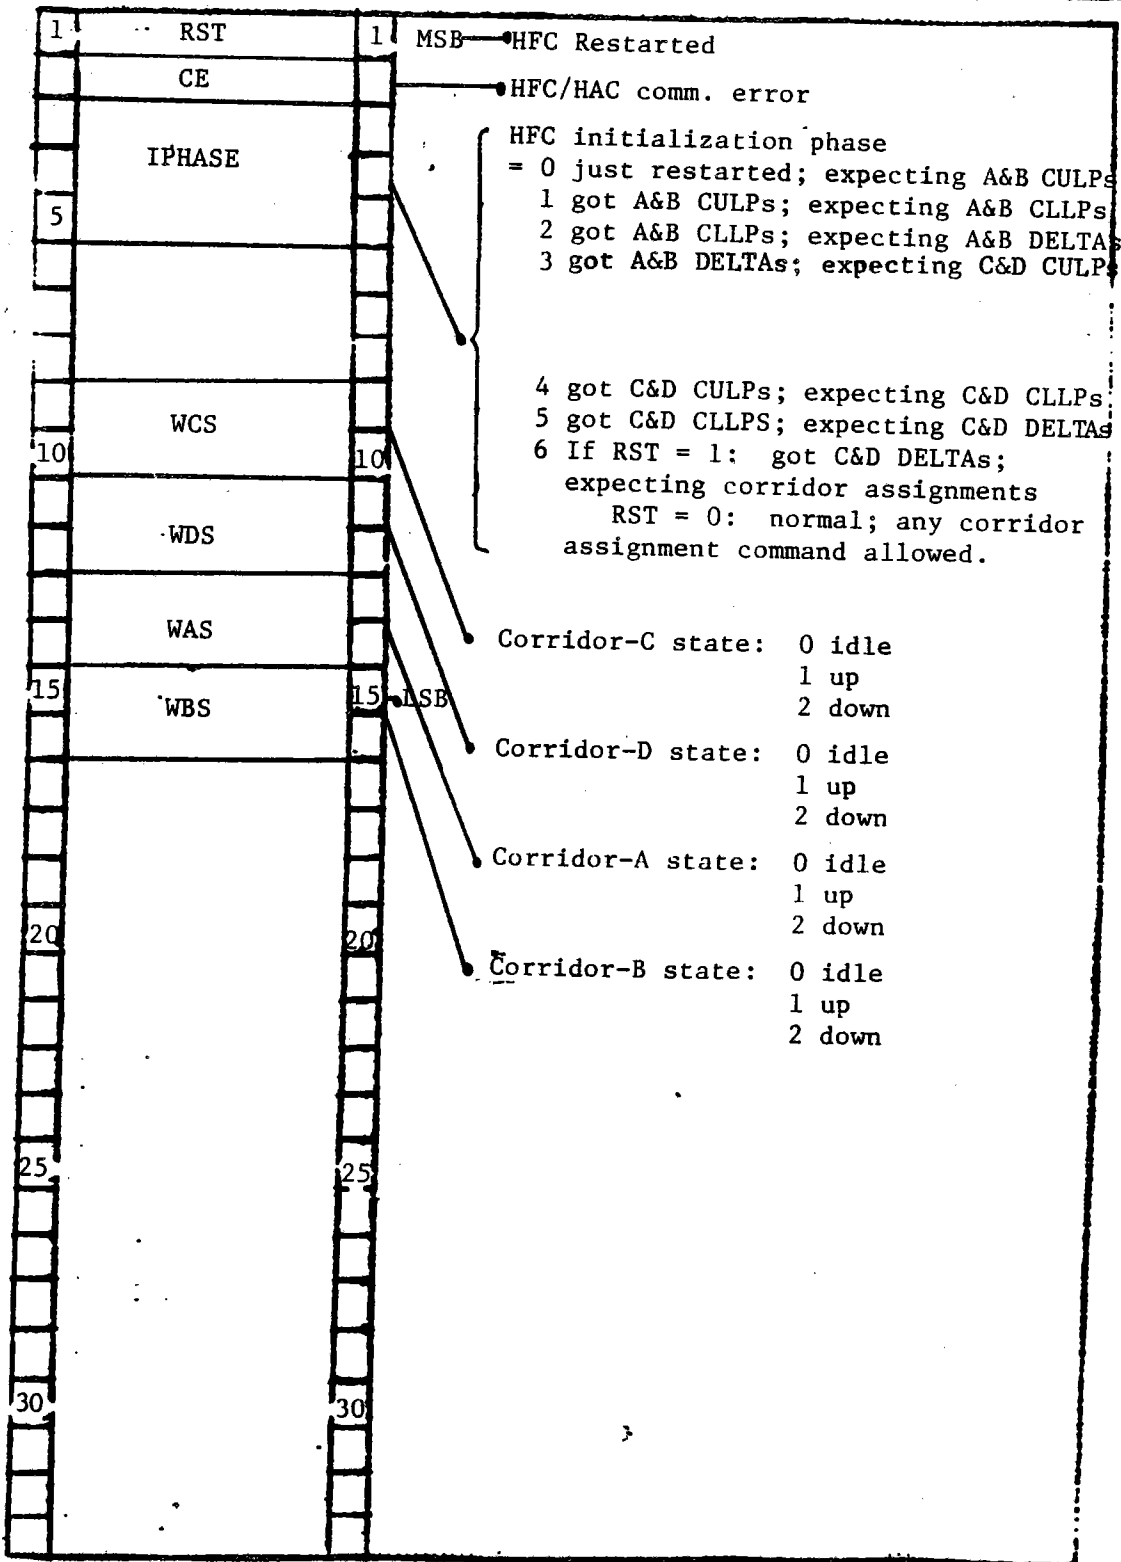 1 RST 1 MSB HFC Restarted
CE HFC/HAC comm. error
HFC initialization phase
IPHASE = 0 just restarted; expecting A&B CULPs
5 1 got A&B CULPs; expecting A&B CLLPs
2 got A&B CLLPs; expecting A&B DELTAs
3 got A&B DELTAs; expecting C&D CULPs
4 got C&D CULPs; expecting C&D CLLPs
WCS 5 got C&D CLLPS; expecting C&D DELTAs
10 10 6 If RST = 1: got C&D DELTAs;
expecting corridor assignments
WDS RST = 0: normal; any corridor
assignment command allowed.
WAS Corridor-C state: 0 idle
1 up
15 WBS 15 LSB 2 down
Corridor-D state: 0 idle
1 up
2 down
Corridor-A state: 0 idle
1 up
2 down
20 20
Corridor-B state: 0 idle
1 up
2 down
25 25
30 30